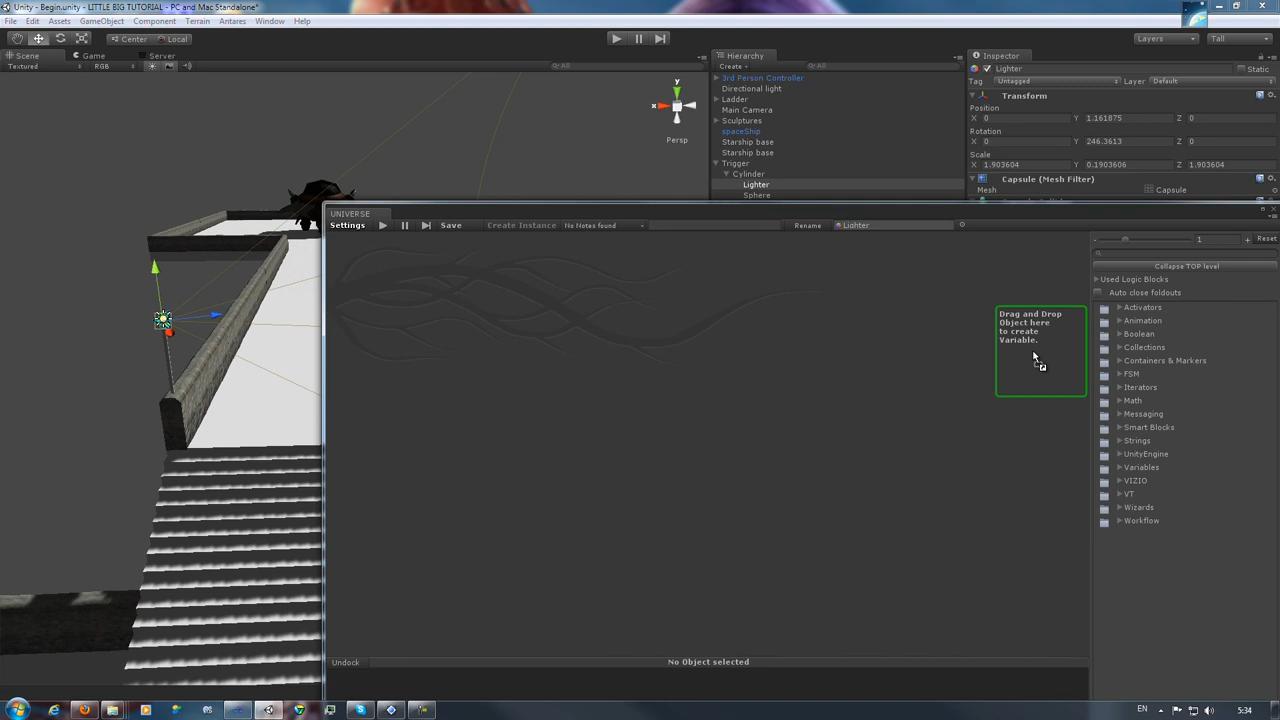 Unity - Begin.unity - LITTLE BIG TUTORIAL - PC and Mac Standalone*
File Edit Assets GameObject Component Terrain Antares Window Help
Center Local
Layers Tall
Scene Game Server
Textured RGB All
y
x
Persp
Hierarchy
Create All
3rd Person Controller
Directional light
Ladder
Main Camera
Sculptures
spaceShip
Starship base
Starship base
Trigger
Cylinder
Lighter
Sphere
Inspector
Lighter Static
Tag Untagged Layer Default
Transform
Position
X 0 Y 1.161875 Z 0
Rotation
X 0 Y 246.3613 Z 0
Scale
X 1.903604 Y 0.1903606 Z 1.903604
Capsule (Mesh Filter)
Mesh Capsule
UNIVERSE
Settings Save Create Instance No Notes found Rename Lighter
1 Reset
Collapse TOP level
Used Logic Blocks
Auto close foldouts
Activators
Animation
Boolean
Collections
Containers & Markers
FSM
Iterators
Math
Messaging
Smart Blocks
Strings
UnityEngine
Variables
VIZIO
VT
Wizards
Workflow
Drag and Drop
Object here
to create
Variable.
Undock No Object selected
EN 5:34